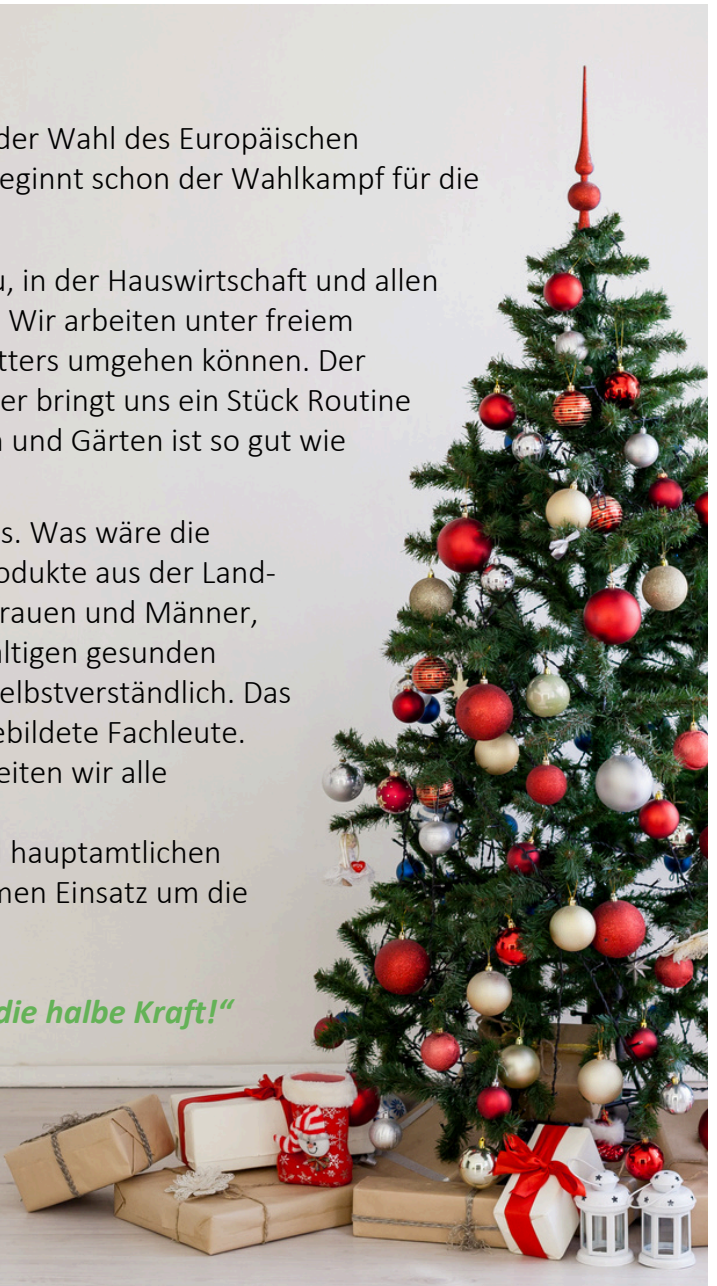 der Wahl des Europäischen
eginnt schon der Wahlkampf für die
u, in der Hauswirtschaft und allen
Wir arbeiten unter freiem
tters umgehen können. Der
er bringt uns ein Stück Routine
n und Gärten ist so gut wie
s. Was wäre die
odukte aus der Land-
rauen und Männer,
ltigen gesunden
elbstverständlich. Das
ebildete Fachleute.
eiten wir alle
hauptamtlichen
men Einsatz um die
die halbe Kraft!“